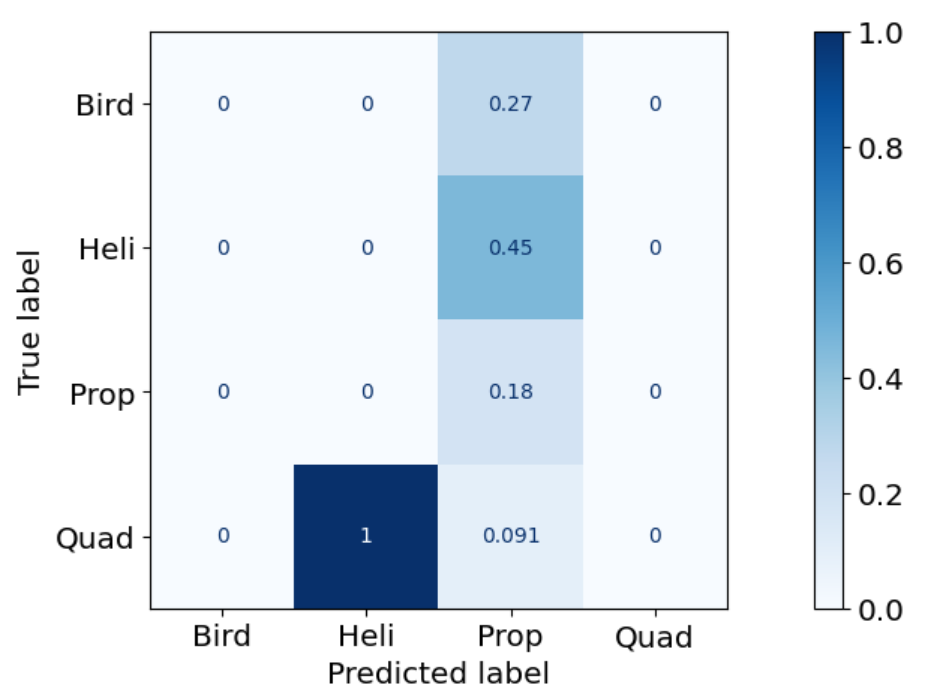 Bird 0 0 0.27 0
Heli 0 0 0.45 0
Prop 0 0 0.18 0
Quad 0 1 0.091 0
Bird Heli Prop Quad
Predicted label
True label
1.0
0.8
0.6
0.4
0.2
0.0